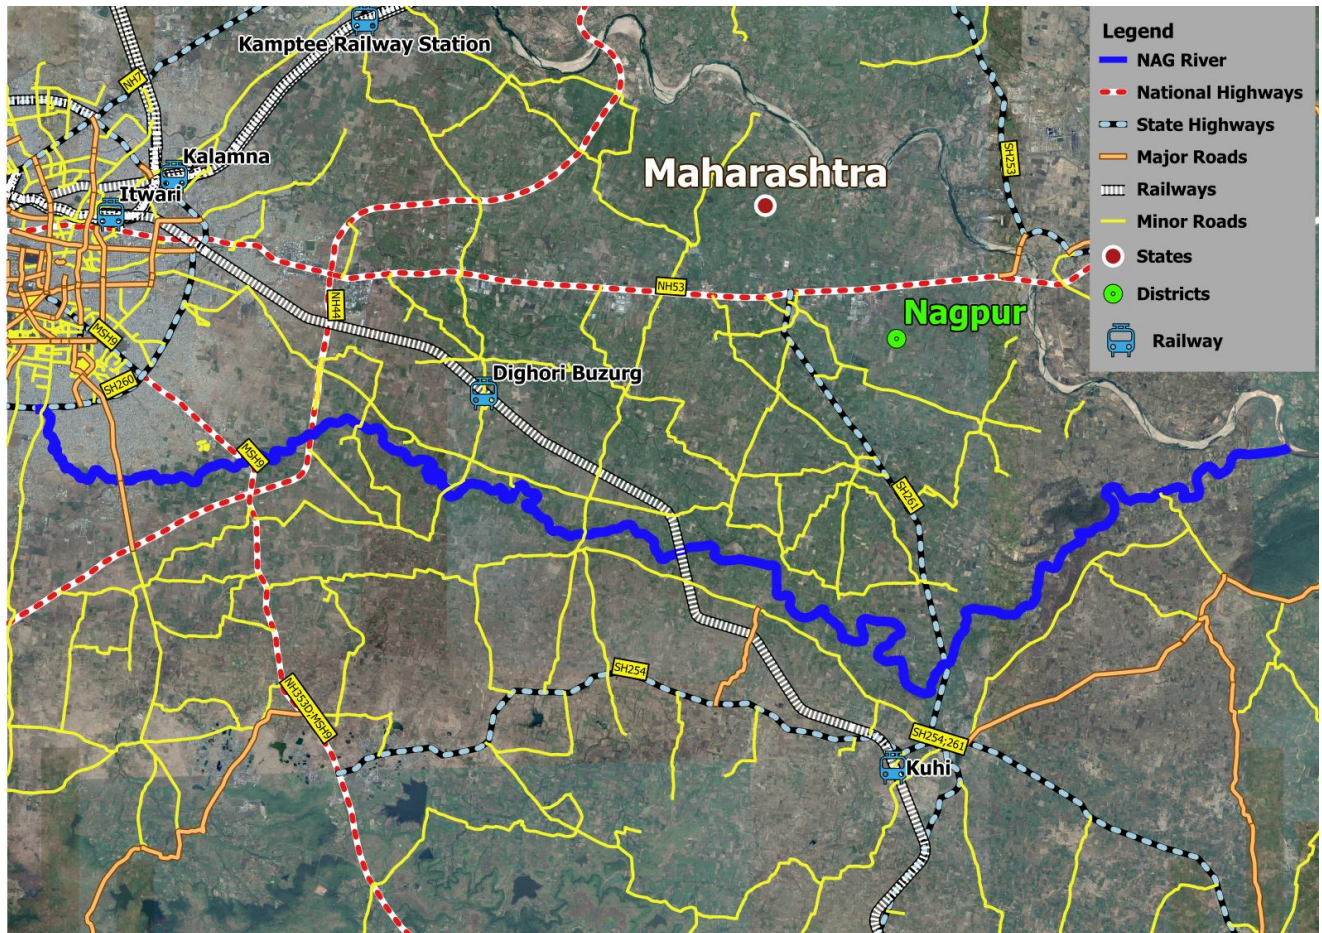 Kamptee Railway Station
NH7
Kalamna
Itwari
Maharashtra
SH253
NH53
NH44
Nagpur
MSH9
SH260
Dighori Buzurg
MSH9
SH261
SH254
NH353D;MSH9
SH254;261
Kuhi
Legend
NAG River
National Highways
State Highways
Major Roads
Railways
Minor Roads
States
Districts
Railway